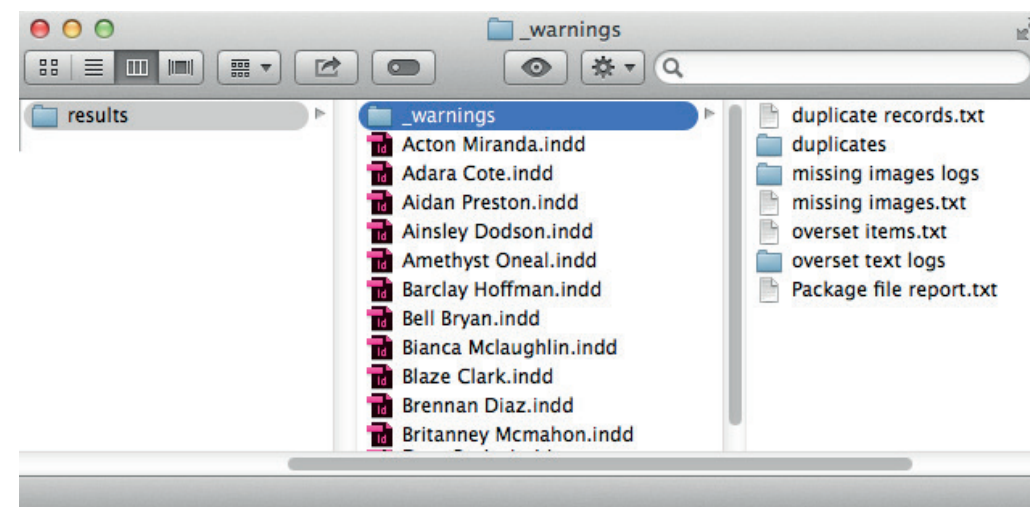 _warnings
results
_warnings
Acton Miranda.indd
Adara Cote.indd
Aidan Preston.indd
Ainsley Dodson.indd
Amethyst Oneal.indd
Barclay Hoffman.indd
Bell Bryan.indd
Bianca Mclaughlin.indd
Blaze Clark.indd
Brennan Diaz.indd
Britanney Mcmahon.indd
duplicate records.txt
duplicates
missing images logs
missing images.txt
overset items.txt
overset text logs
Package file report.txt